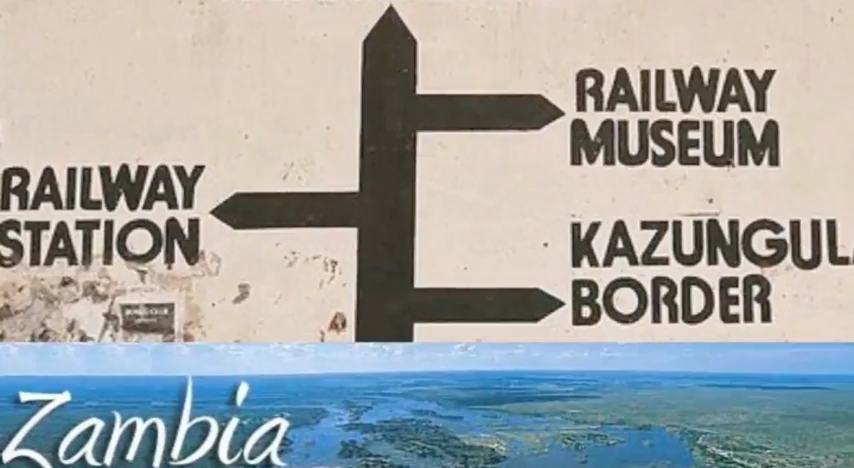 RAILWAY
MUSEUM
RAILWAY
STATION
KAZUNGUL
BORDER
Zambia